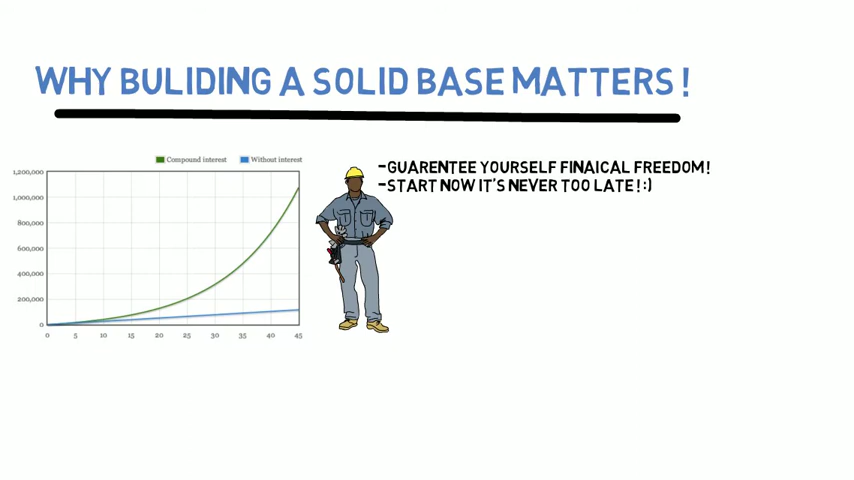 WHY BULIDING A SOLID BASE MATTERS!
Compound interest Without interest
-GUARENTEE YOURSELF FINAICAL FREEDOM!
-START NOW IT'S NEVER TOO LATE!:)
1,200,000
1,000,000
800,000
600,000
400,000
200,000
0
0 5 10 15 20 25 30 35 40 45